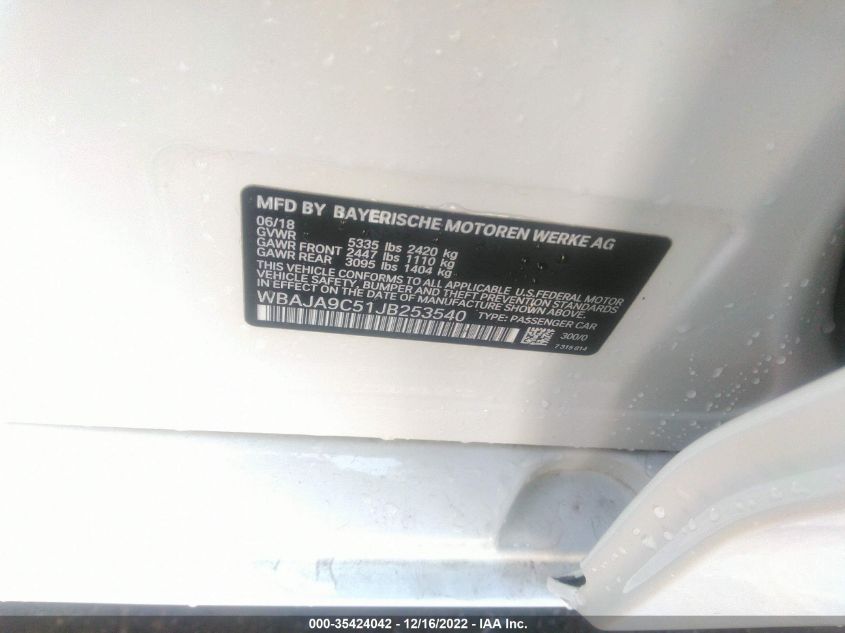 MFD BY BAYERISCHE MOTOREN WERKE AG
06/18
GVWR 5335 lbs 2420 kg
GAWR FRONT 2447 lbs 1110 kg
GAWR REAR 3095 lbs 1404 kg
THIS VEHICLE CONFORMS TO ALL APPLICABLE U.S. FEDERAL MOTOR
VEHICLE SAFETY, BUMPER AND THEFT PREVENTION STANDARDS
IN EFFECT ON THE DATE OF MANUFACTURE SHOWN ABOVE.
WBAJA9C51JB253540 TYPE: PASSENGER CAR
300/0
7 316 014
000-35424042 - 12/16/2022 - IAA Inc.